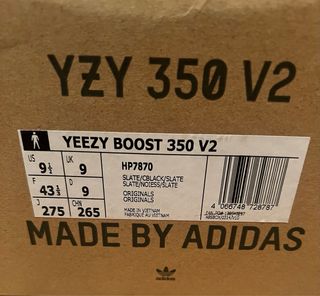 YZY 350 V2
YEEZY BOOST 350 V2
US 9½ UK 9
F 43⅓ D 9
J 275 CHN 265
HP7870
SLATE/CBLACK/SLATE
SLATE/NOIESS/SLATE
ORIGINALS
ORIGINALS
MADE IN VIETNAM
FABRIQUÉ AU VIETNAM
4 066748 728787
MADE BY ADIDAS
adidas